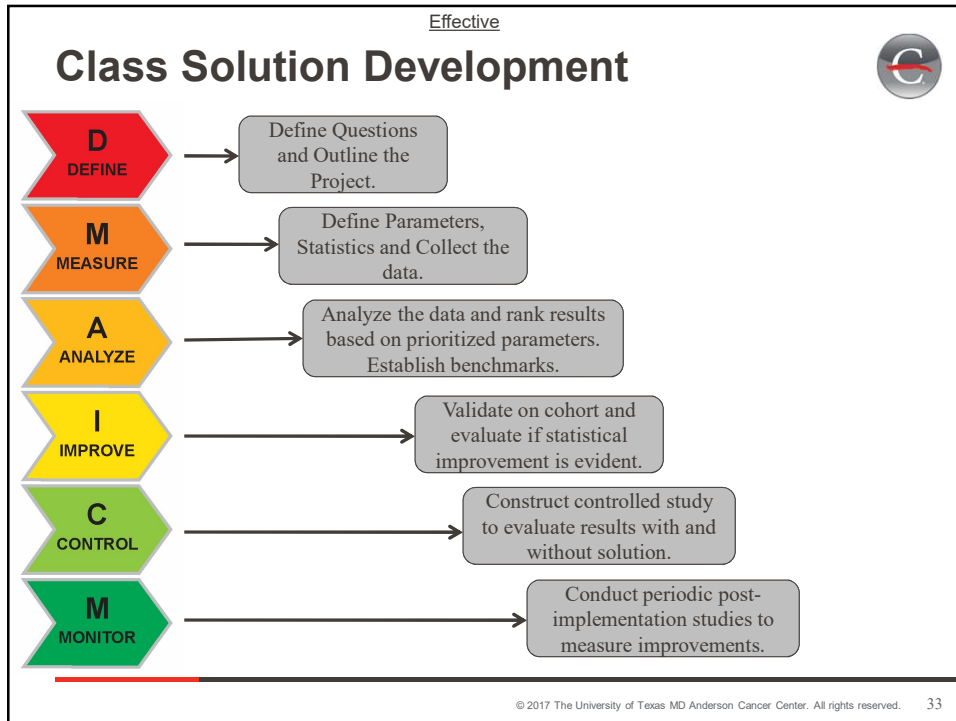 Effective
Class Solution Development
C
D
DEFINE
Define Questions
and Outline the
Project.
M
MEASURE
Define Parameters,
Statistics and Collect the
data.
A
ANALYZE
Analyze the data and rank results
based on prioritized parameters.
Establish benchmarks.
I
IMPROVE
Validate on cohort and
evaluate if statistical
improvement is evident.
C
CONTROL
Construct controlled study
to evaluate results with and
without solution.
M
MONITOR
Conduct periodic post-
implementation studies to
measure improvements.
© 2017 The University of Texas MD Anderson Cancer Center. All rights reserved. 33